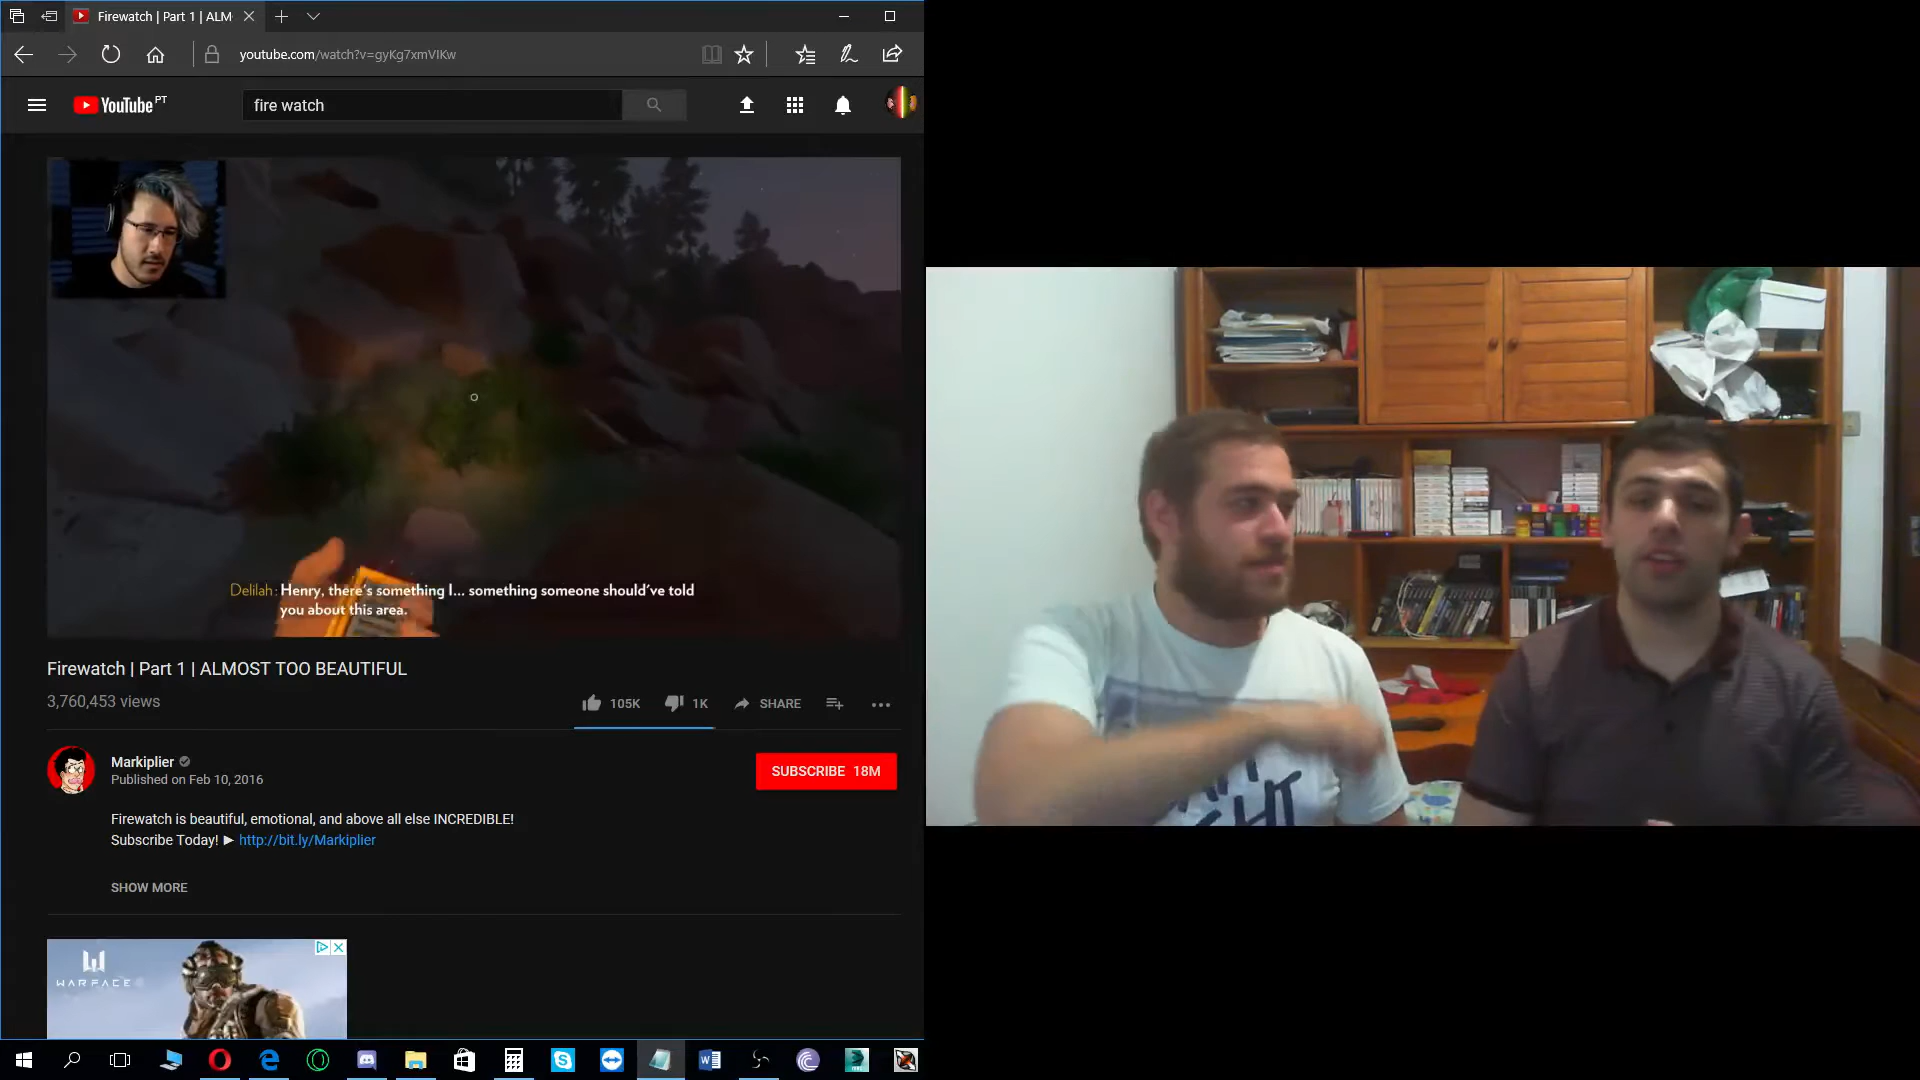 Firewatch | Part 1 | ALM
youtube.com/watch?v=gyKg7xmVIKw
YouTube PT
fire watch
Delilah: Henry, there's something I... something someone should've told
you about this area.
Firewatch | Part 1 | ALMOST TOO BEAUTIFUL
3,760,453 views
105K
1K
SHARE
Markiplier
Published on Feb 10, 2016
SUBSCRIBE 18M
Firewatch is beautiful, emotional, and above all else INCREDIBLE!
Subscribe Today! ► http://bit.ly/Markiplier
SHOW MORE
WARFACE